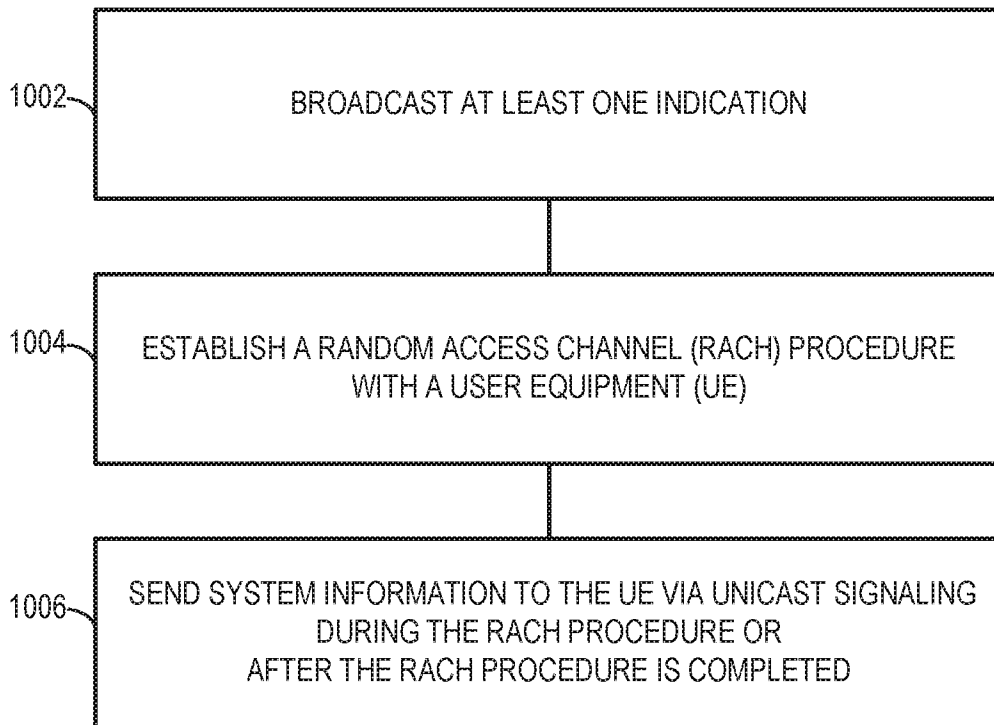 1002
BROADCAST AT LEAST ONE INDICATION
1004
ESTABLISH A RANDOM ACCESS CHANNEL (RACH) PROCEDURE
WITH A USER EQUIPMENT (UE)
1006
SEND SYSTEM INFORMATION TO THE UE VIA UNICAST SIGNALING
DURING THE RACH PROCEDURE OR
AFTER THE RACH PROCEDURE IS COMPLETED